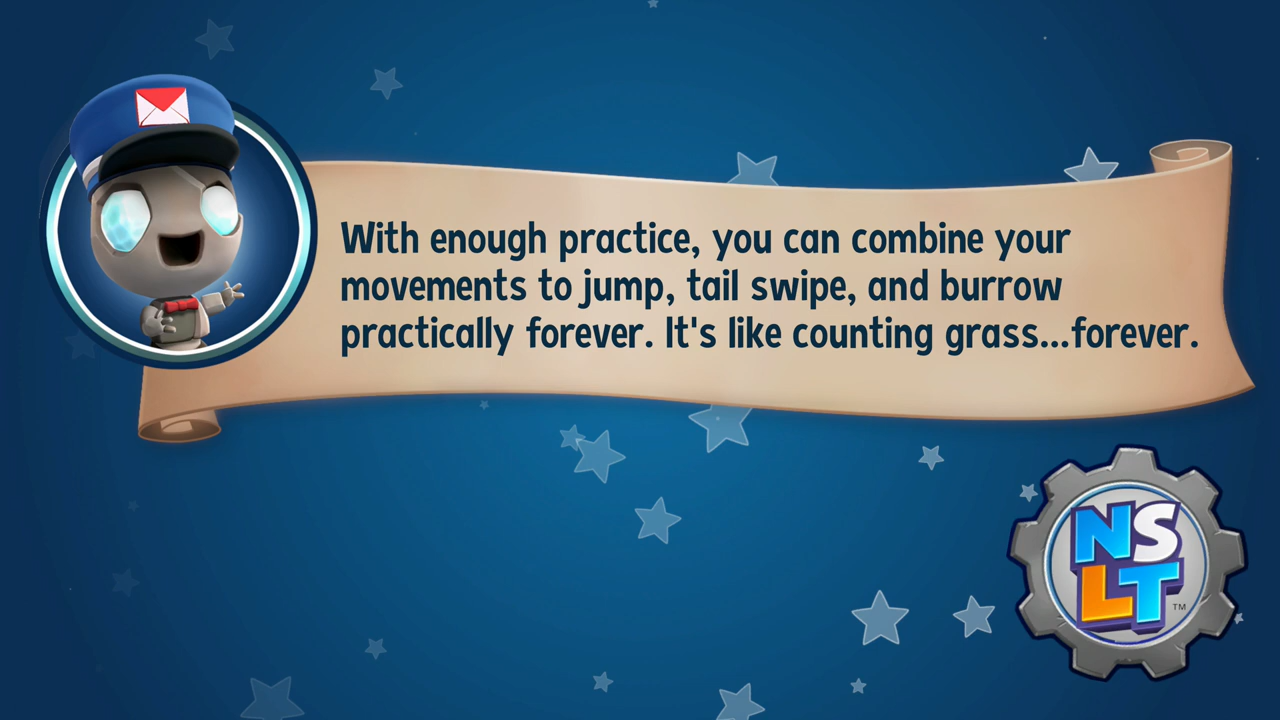 With enough practice, you can combine your
movements to jump, tail swipe, and burrow
practically forever. It's like counting grass...forever.
NS
LT
TM